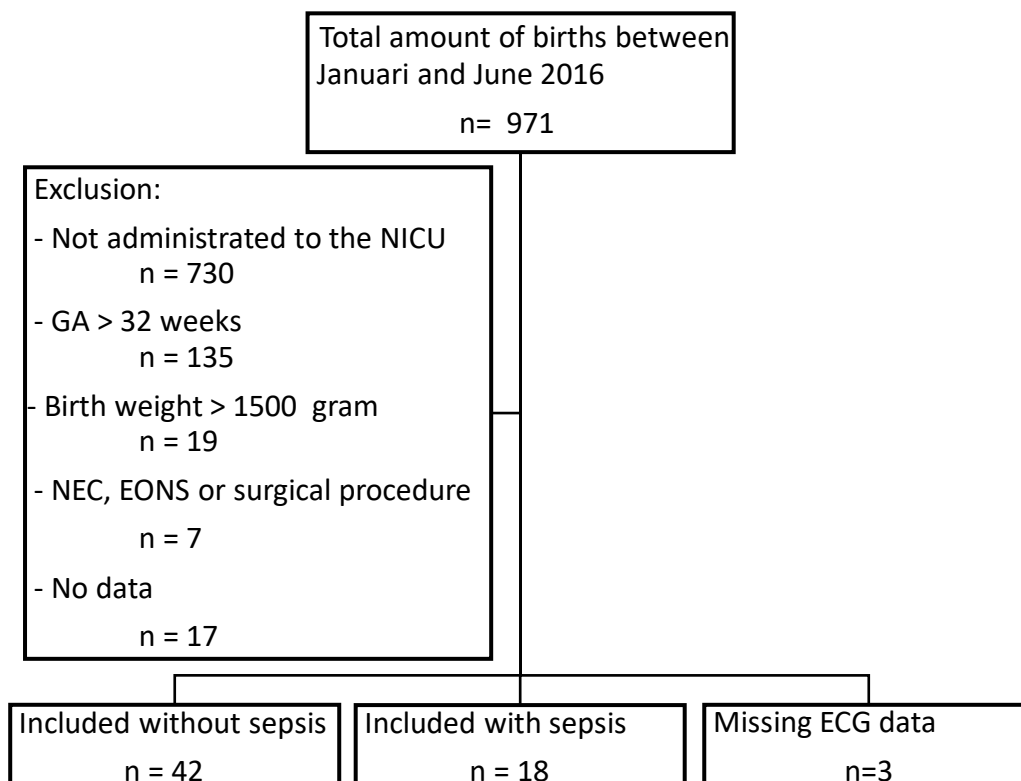 Total amount of births between
Januari and June 2016
n= 971
Exclusion:
- Not administrated to the NICU
n = 730
- GA > 32 weeks
n = 135
- Birth weight > 1500 gram
n = 19
- NEC, EONS or surgical procedure
n = 7
- No data
n = 17
Included without sepsis
n = 42
Included with sepsis
n = 18
Missing ECG data
n=3